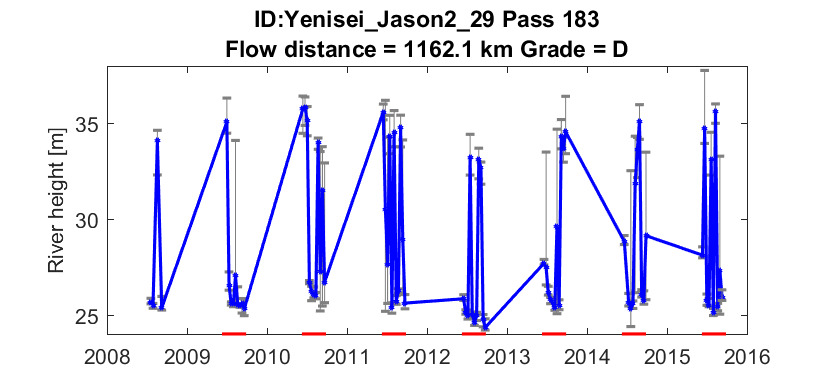 ID:Yenisei_Jason2_29 Pass 183
Flow distance = 1162.1 km Grade = D
River height [m]
35
30
25
2008 2009 2010 2011 2012 2013 2014 2015 2016